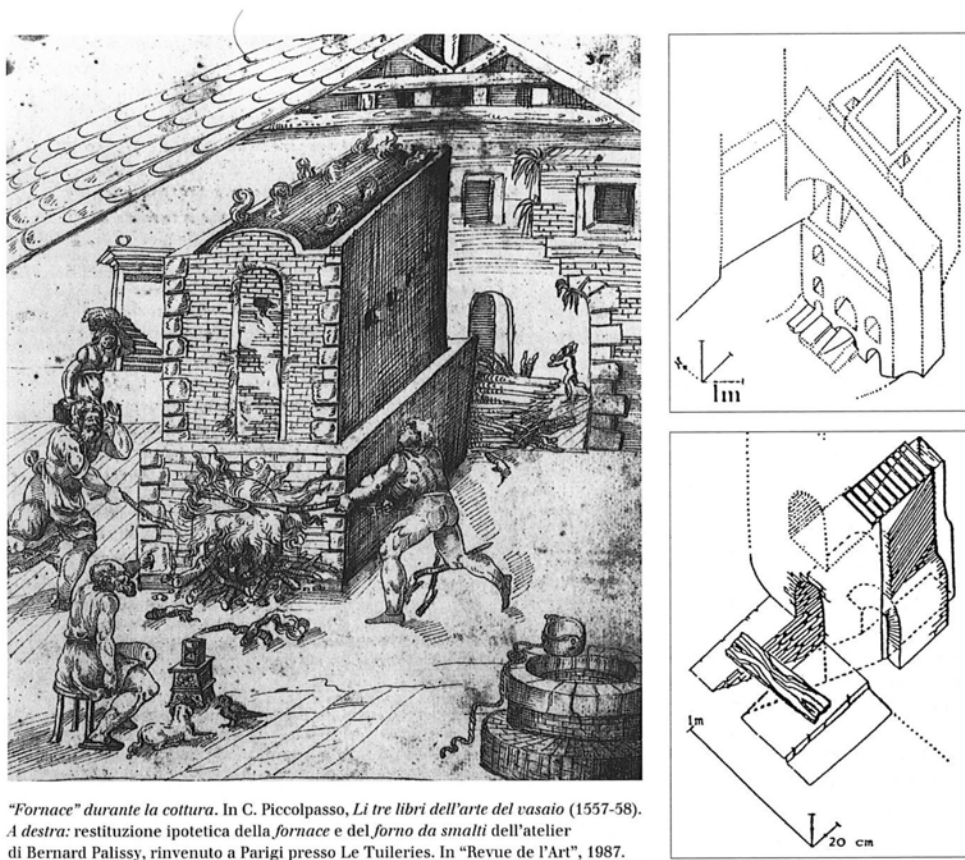 1m
1m
20 cm
"Fornace" durante la cottura. In C. Piccolpasso, Li tre libri dell'arte del vasaio (1557-58).
A destra: restituzione ipotetica della fornace e del forno da smalti dell'atelier
di Bernard Palissy, rinvenuto a Parigi presso Le Tuileries. In "Revue de l'Art", 1987.